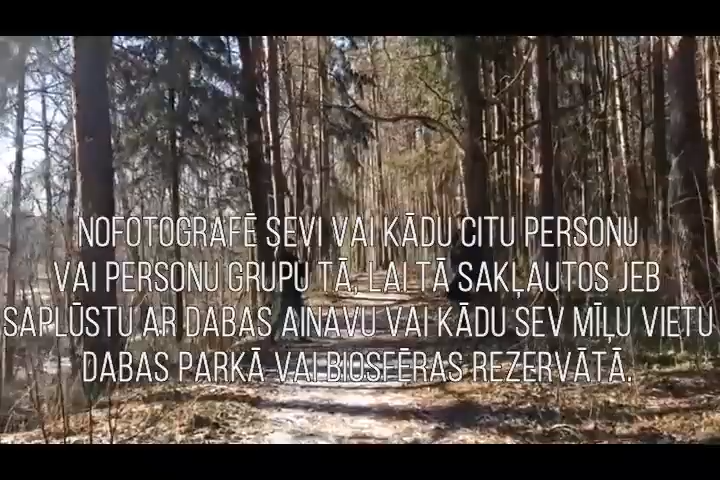 NOFOTOGRAFĒ SEVI VAI KĀDU CITU PERSONU
VAI PERSONU GRUPU TĀ, LAI TĀ SAKĻAUTOS JEB
SAPLŪSTU AR DABAS AINAVU VAI KĀDU SEV MĪĻU VIETU
DABAS PARKĀ VAI BIOSFĒRAS REZERVĀTĀ.